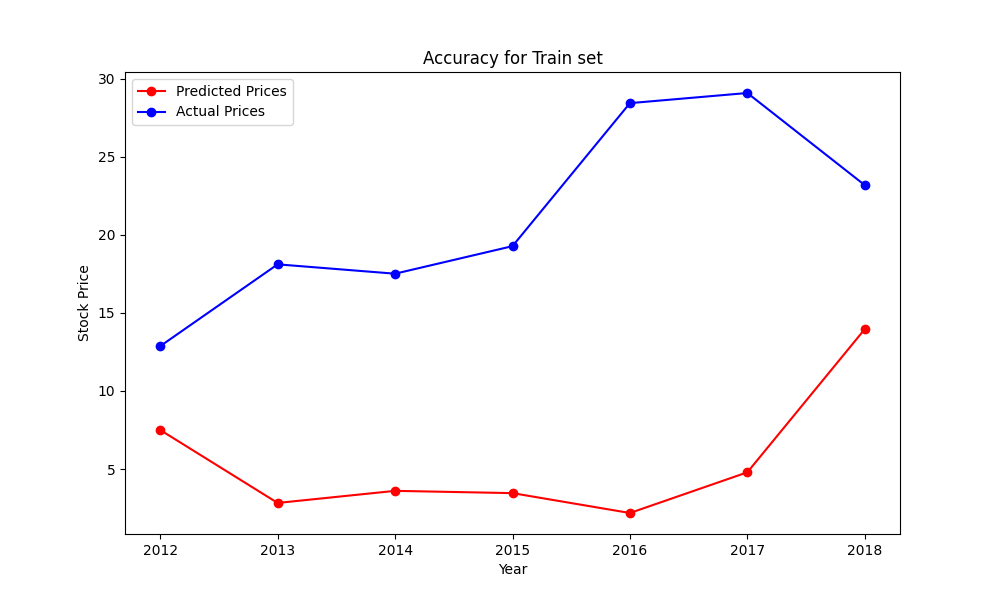 Accuracy for Train set
Predicted Prices
Actual Prices
Stock Price
30
25
20
15
10
5
2012 2013 2014 2015 2016 2017 2018
Year